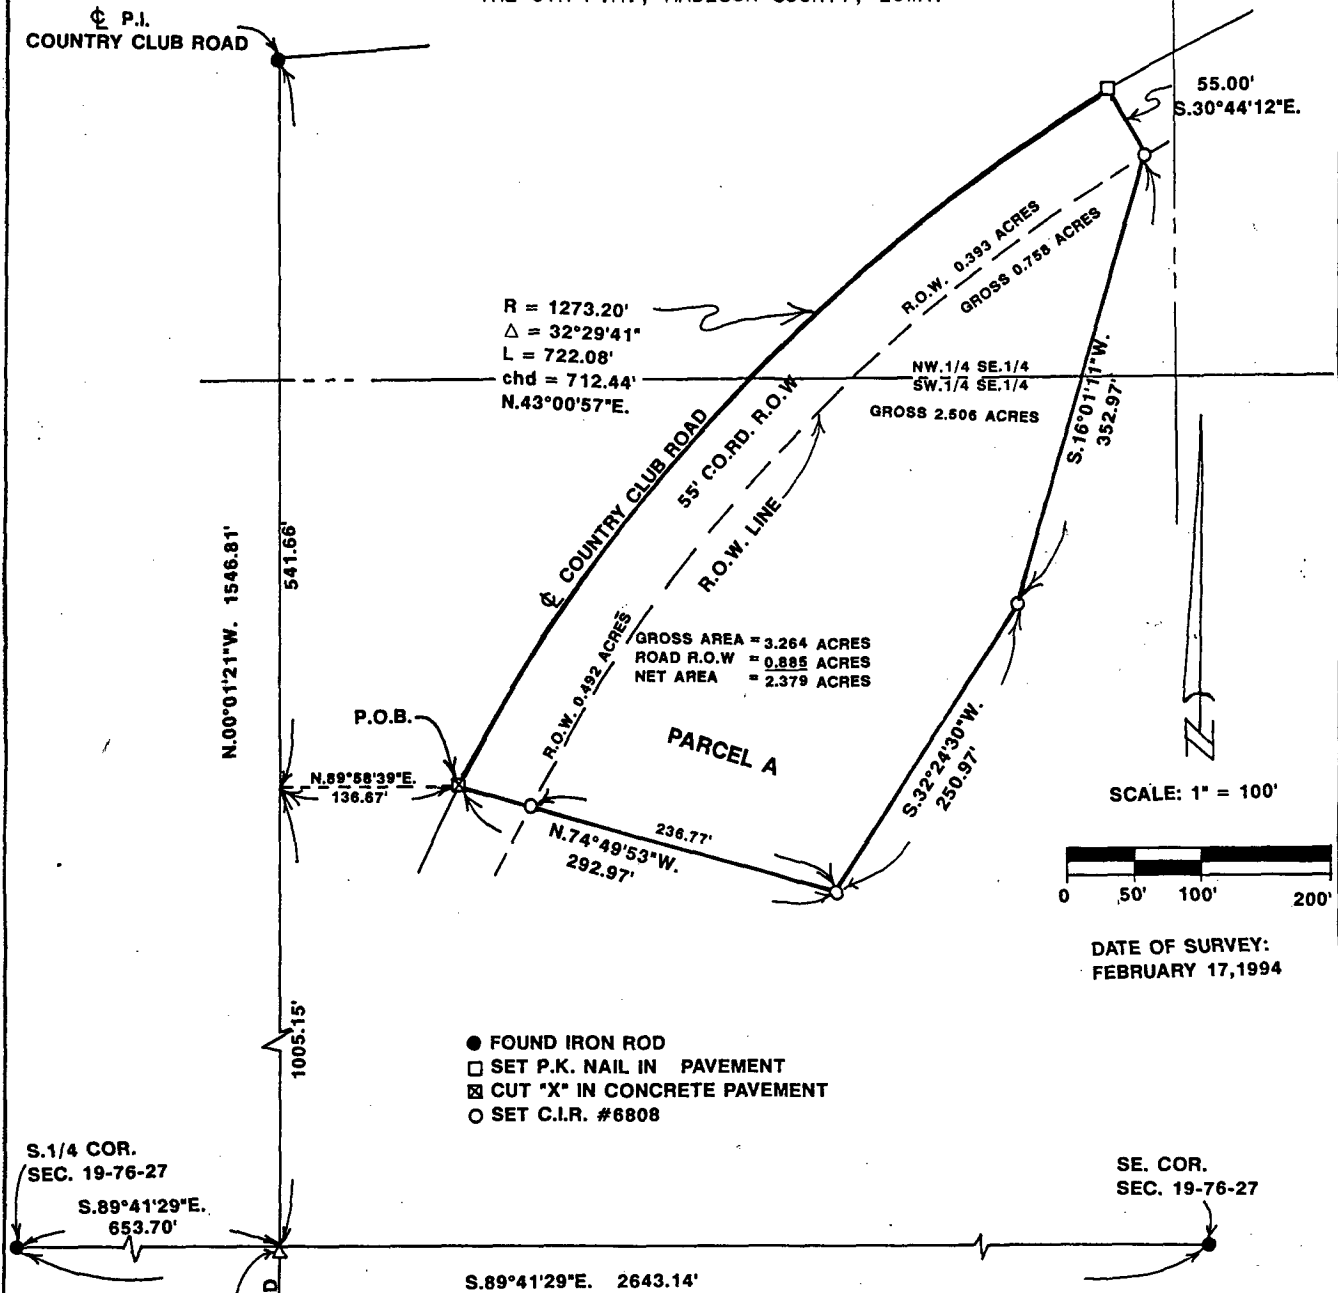 ℄ P.I.
COUNTRY CLUB ROAD
55.00'
S.30°44'12"E.
R.O.W. 0.393 ACRES
GROSS 0.758 ACRES
R = 1273.20'
△ = 32°29'41"
L = 722.08'
chd = 712.44'
N.43°00'57"E.
NW.1/4 SE.1/4
SW.1/4 SE.1/4
GROSS 2.506 ACRES
S.16°01'11"W.
352.97'
℄ COUNTRY CLUB ROAD
55' CO.RD. R.O.W.
R.O.W. LINE
N.00°01'21"W. 1546.81'
541.66'
R.O.W. 0.492 ACRES
GROSS AREA = 3.264 ACRES
ROAD R.O.W = 0.885 ACRES
NET AREA = 2.379 ACRES
P.O.B.
PARCEL A
N.89°58'39"E.
136.67'
S.32°24'30"W.
250.97'
236.77'
N.74°49'53"W.
292.97'
N
SCALE: 1" = 100'
0 50' 100' 200'
DATE OF SURVEY:
FEBRUARY 17,1994
1005.15'
● FOUND IRON ROD
□ SET P.K. NAIL IN PAVEMENT
⊠ CUT "X" IN CONCRETE PAVEMENT
○ SET C.I.R. #6808
S.1/4 COR.
SEC. 19-76-27
S.89°41'29"E.
653.70'
SE. COR.
SEC. 19-76-27
S.89°41'29"E. 2643.14'
D